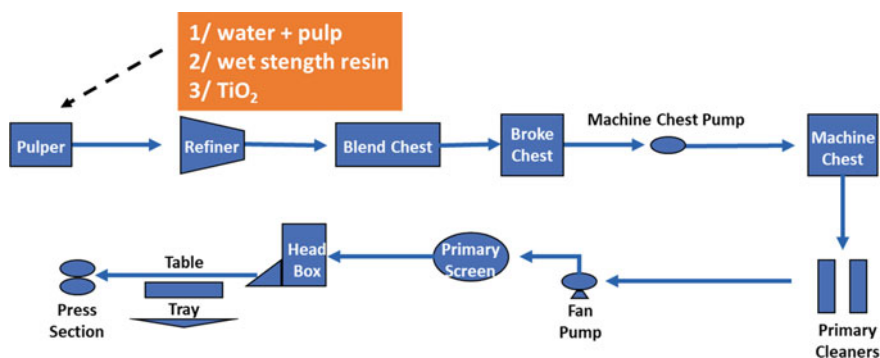 1/ water + pulp
2/ wet stength resin
3/ TiO₂
Pulper
Refiner
Blend Chest
Broke
Chest
Machine Chest Pump
Machine
Chest
Table
Tray
Press
Section
Head
Box
Primary
Screen
Fan
Pump
Primary
Cleaners